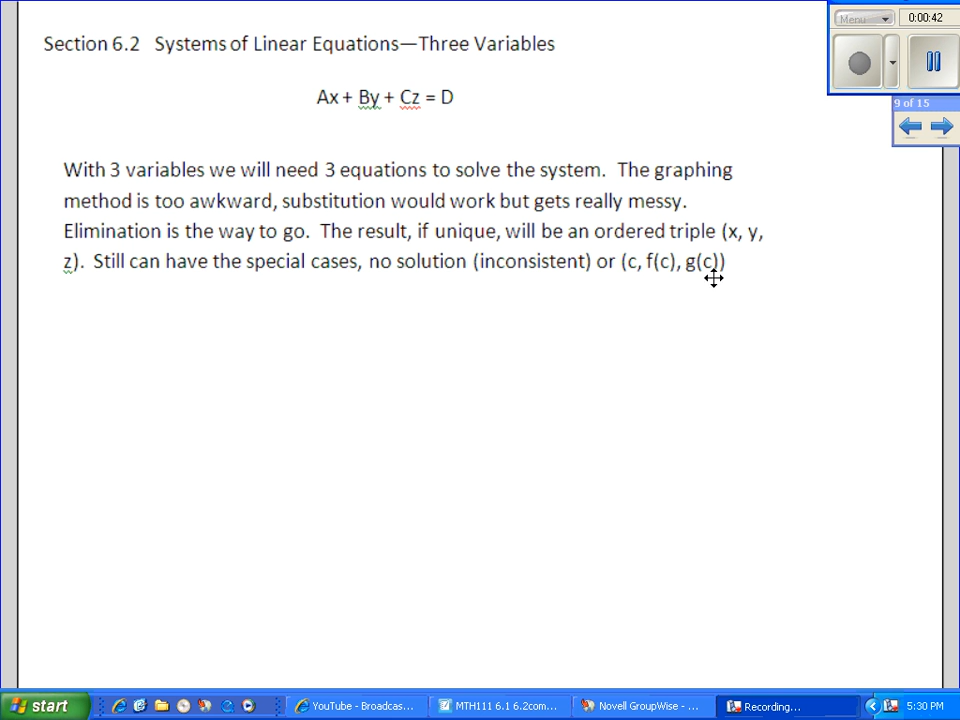 Section 6.2 Systems of Linear Equations—Three Variables
Menu
0:00:42
Ax + By + Cz = D
9 of 15
With 3 variables we will need 3 equations to solve the system. The graphing
method is too awkward, substitution would work but gets really messy.
Elimination is the way to go. The result, if unique, will be an ordered triple (x, y,
z). Still can have the special cases, no solution (inconsistent) or (c, f(c), g(c))
start
YouTube - Broadcas...
MTH111 6.1 6.2com...
Novell GroupWise - ...
Recording...
5:30 PM